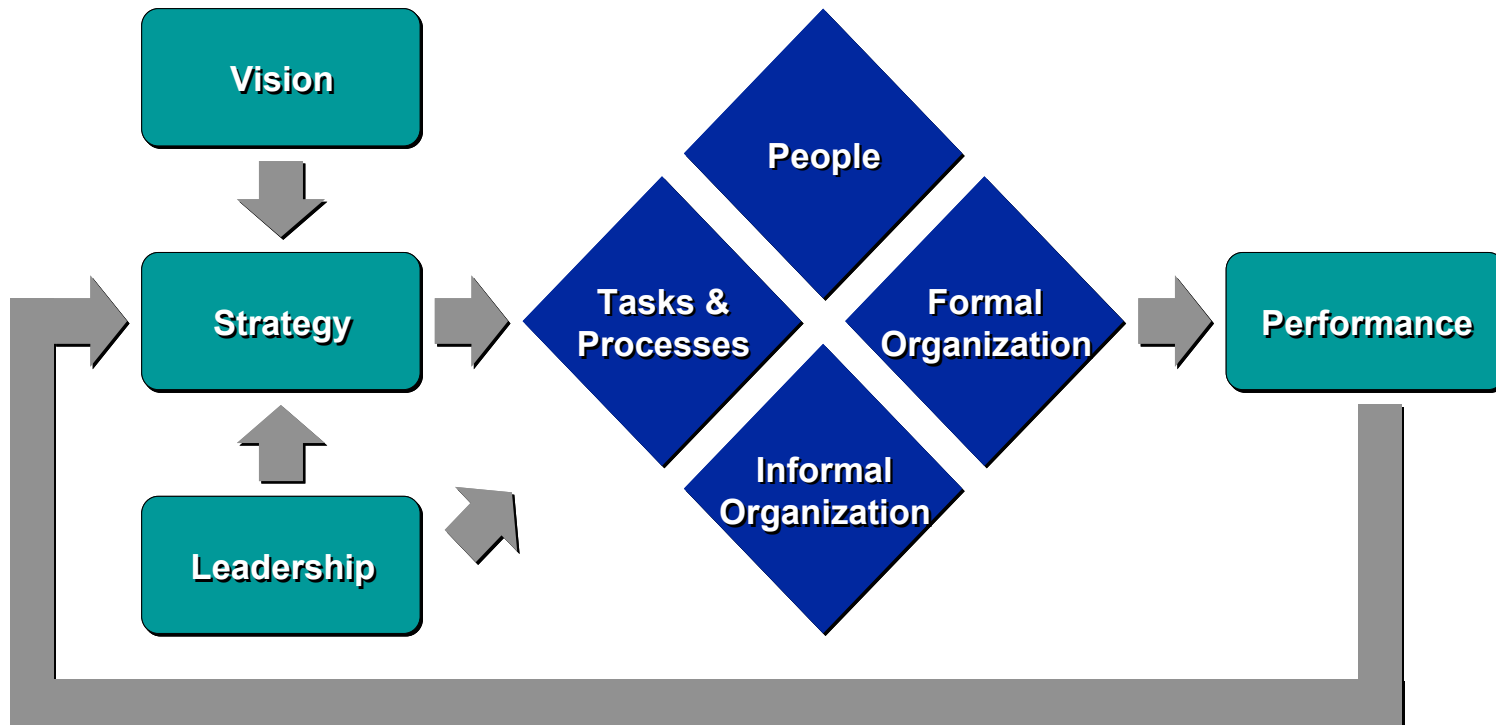 Vision
People
Tasks &
Processes
Formal
Organization
Strategy
Performance
Informal
Organization
Leadership